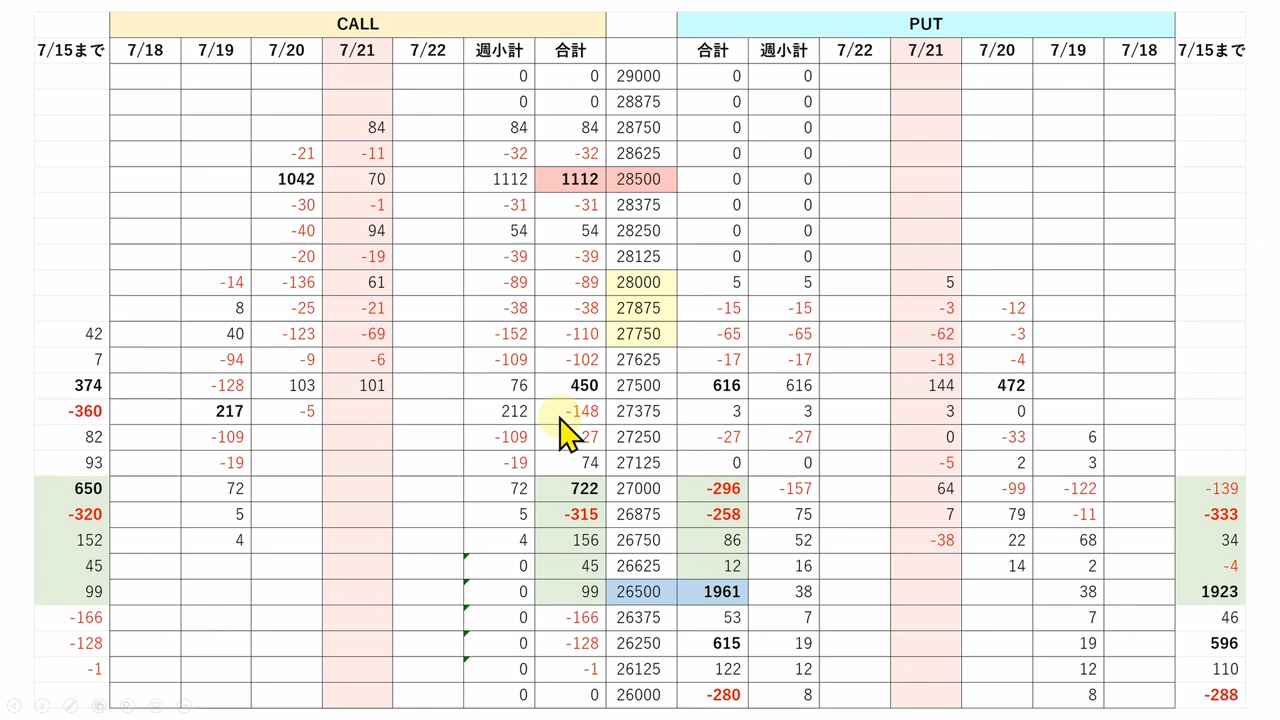 CALL PUT
7/15まで 7/18 7/19 7/20 7/21 7/22 週小計 合計 合計 週小計 7/22 7/21 7/20 7/19 7/18 7/15まで
0 0 29000 0 0
0 0 28875 0 0
84 84 84 28750 0 0
-21 -11 -32 -32 28625 0 0
1042 70 1112 1112 28500 0 0
-30 -1 -31 -31 28375 0 0
-40 94 54 54 28250 0 0
-20 -19 -39 -39 28125 0 0
-14 -136 61 -89 -89 28000 5 5 5
8 -25 -21 -38 -38 27875 -15 -15 -3 -12
42 40 -123 -69 -152 -110 27750 -65 -65 -62 -3
7 -94 -9 -6 -109 -102 27625 -17 -17 -13 -4
374 -128 103 101 76 450 27500 616 616 144 472
-360 217 -5 212 -148 27375 3 3 3 0
82 -109 -109 27 27250 -27 -27 0 -33 6
93 -19 -19 74 27125 0 0 -5 2 3
650 72 72 722 27000 -296 -157 64 -99 -122 -139
-320 5 5 -315 26875 -258 75 7 79 -11 -333
152 4 4 156 26750 86 52 -38 22 68 34
45 0 45 26625 12 16 14 2 -4
99 0 99 26500 1961 38 38 1923
-166 0 -166 26375 53 7 7 46
-128 0 -128 26250 615 19 19 596
-1 0 -1 26125 122 12 12 110
0 0 26000 -280 8 8 -288